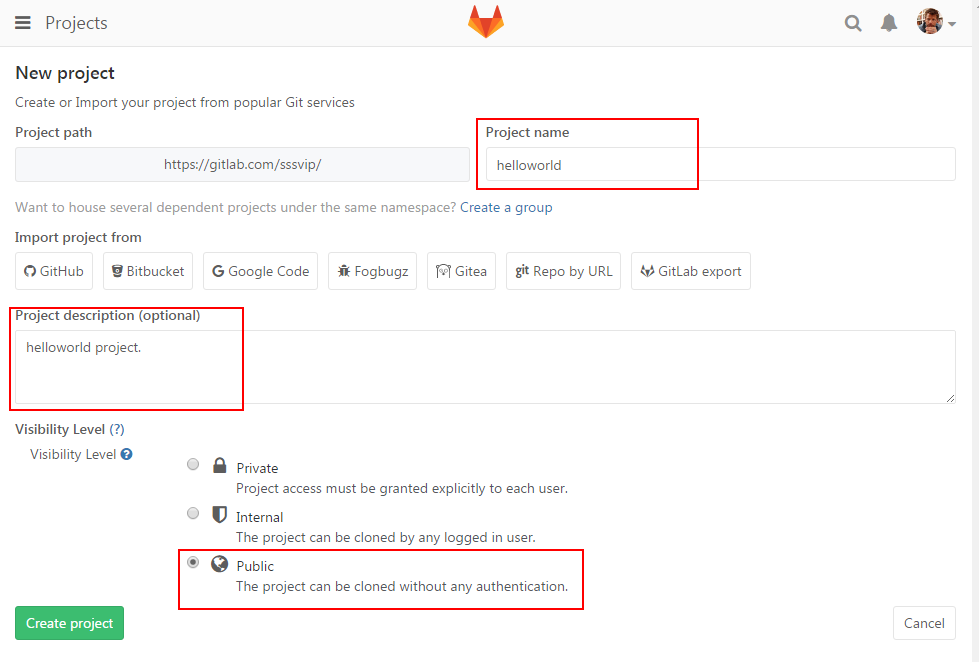 Projects
New project
Create or Import your project from popular Git services
Project path
Project name
https://gitlab.com/sssvip/
helloworld
Want to house several dependent projects under the same namespace? Create a group
Import project from
GitHub
Bitbucket
Google Code
Fogbugz
Gitea
git Repo by URL
GitLab export
Project description (optional)
helloworld project.
Visibility Level (?)
Visibility Level ?
Private
Project access must be granted explicitly to each user.
Internal
The project can be cloned by any logged in user.
Public
The project can be cloned without any authentication.
Create project
Cancel